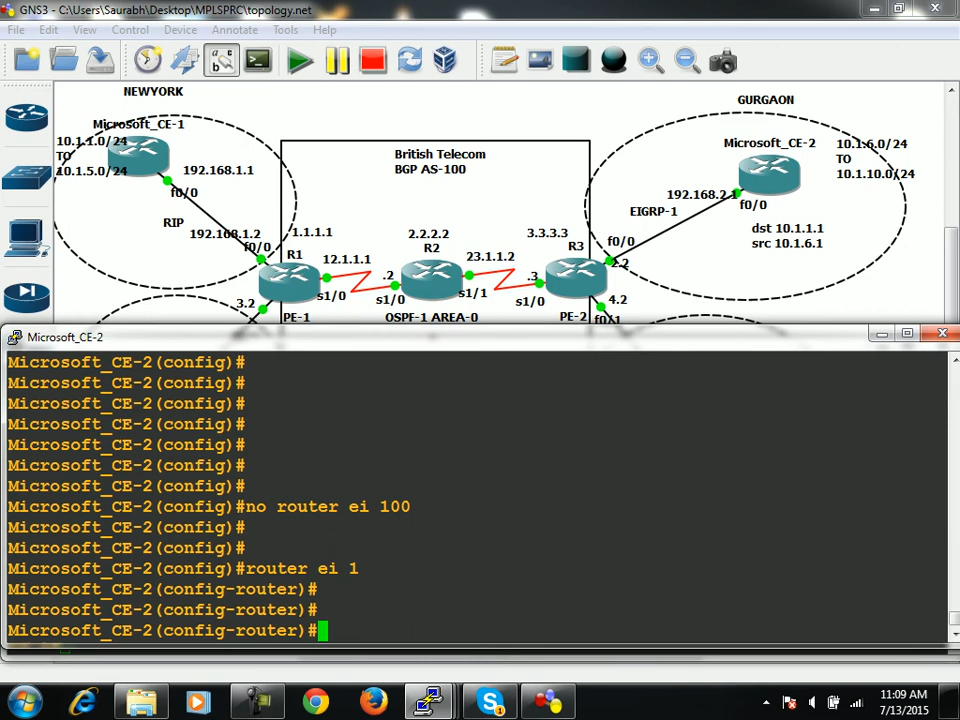 GNS3 - C:\Users\Saurabh\Desktop\MPLSPRC\topology.net
File Edit View Control Device Annotate Tools Help
NEWYORK
GURGAON
Microsoft_CE-1
10.1.1.0/24
TO
10.1.5.0/24
192.168.1.1
f0/0
RIP
192.168.1.2
f0/0
British Telecom
BGP AS-100
Microsoft_CE-2
10.1.6.0/24
TO
10.1.10.0/24
192.168.2.1
f0/0
EIGRP-1
dst 10.1.1.1
src 10.1.6.1
1.1.1.1
R1
12.1.1.1
s1/0
3.2
PE-1
2.2.2.2
R2
.2
s1/0
23.1.1.2
s1/1
OSPF-1 AREA-0
3.3.3.3
R3
f0/0
2.2
.3
s1/0
4.2
f0/1
PE-2
Microsoft_CE-2
Microsoft_CE-2(config)#
Microsoft_CE-2(config)#
Microsoft_CE-2(config)#
Microsoft_CE-2(config)#
Microsoft_CE-2(config)#
Microsoft_CE-2(config)#
Microsoft_CE-2(config)#
Microsoft_CE-2(config)#no router ei 100
Microsoft_CE-2(config)#
Microsoft_CE-2(config)#
Microsoft_CE-2(config)#router ei 1
Microsoft_CE-2(config-router)#
Microsoft_CE-2(config-router)#
Microsoft_CE-2(config-router)#
11:09 AM
7/13/2015